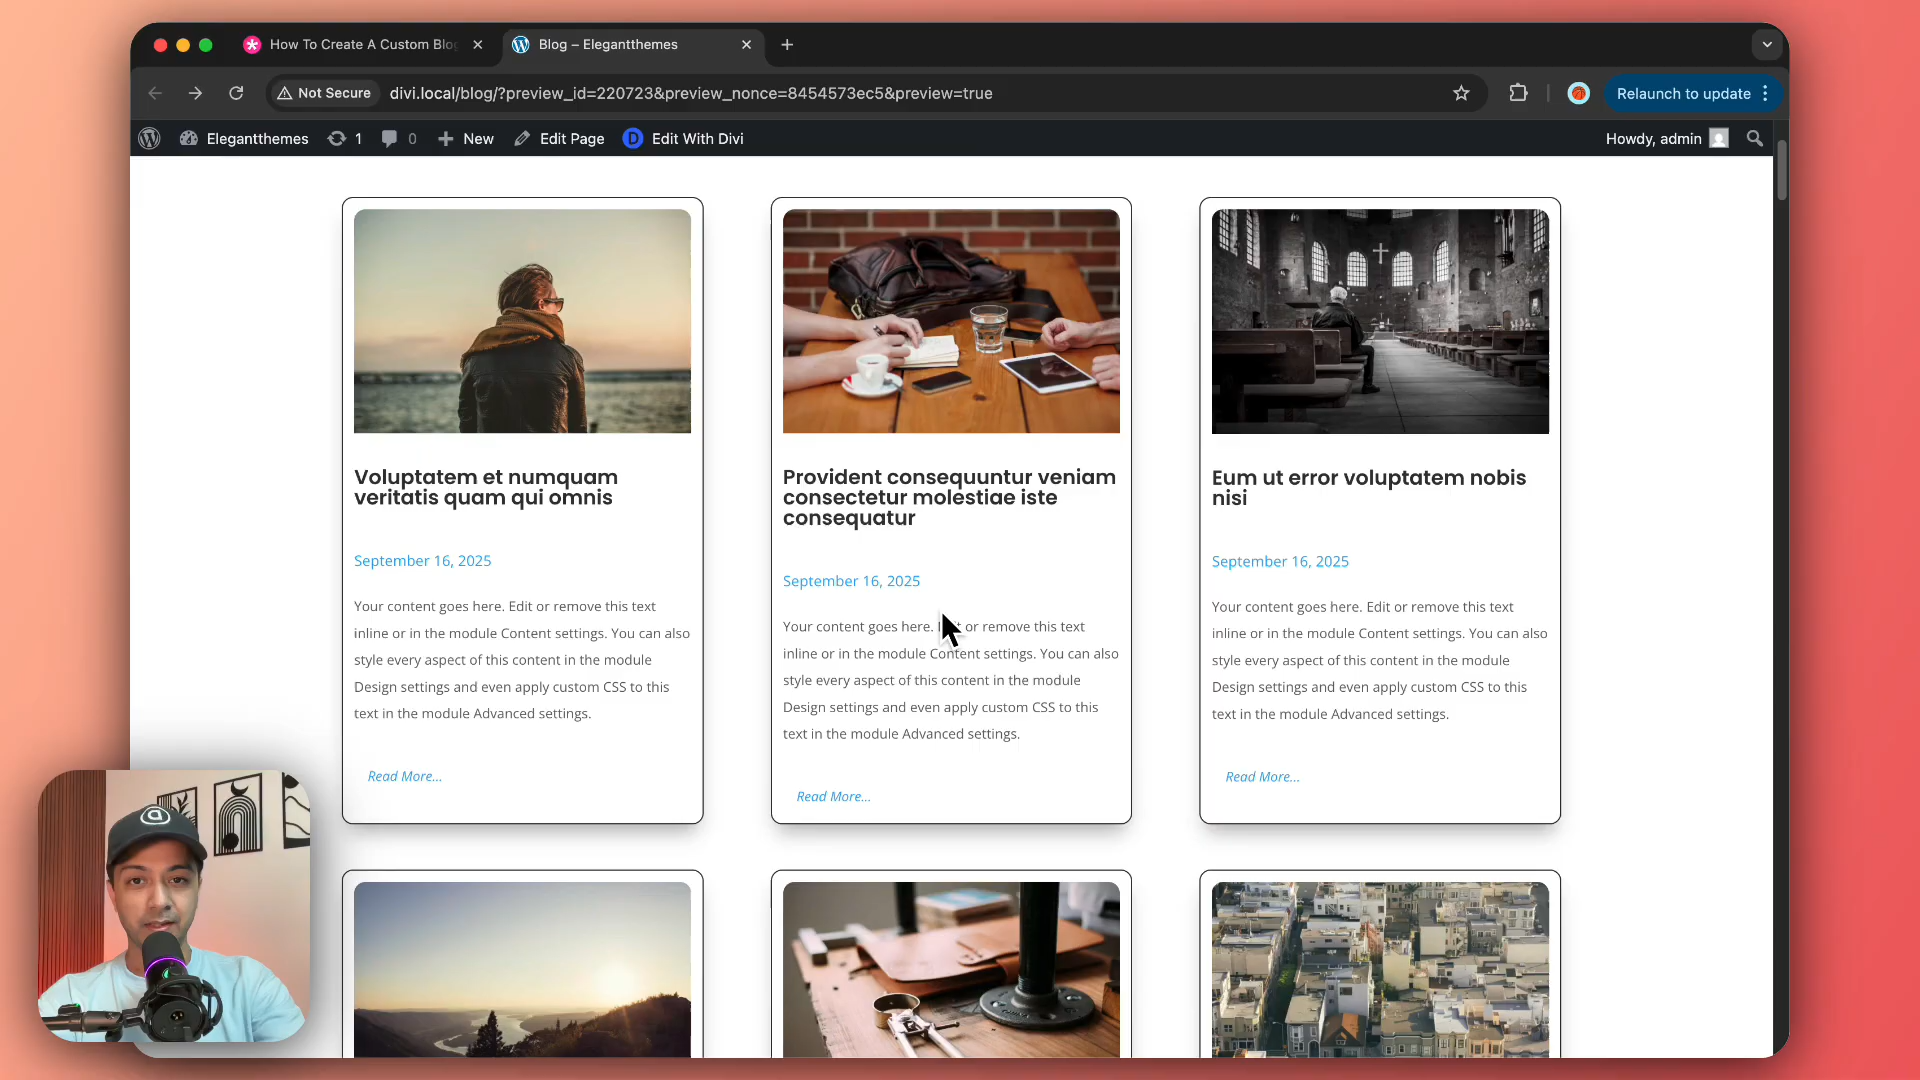 How To Create A Custom Blo
Blog – Elegantthemes
Not Secure
divi.local/blog/?preview_id=220723&preview_nonce=8454573ec5&preview=true
Relaunch to update
Elegantthemes
1
0
New
Edit Page
D
Edit With Divi
Howdy, admin
Voluptatem et numquam
veritatis quam qui omnis
September 16, 2025
Your content goes here. Edit or remove this text
inline or in the module Content settings. You can also
style every aspect of this content in the module
Design settings and even apply custom CSS to this
text in the module Advanced settings.
Read More...
Provident consequuntur veniam
consectetur molestiae iste
consequatur
September 16, 2025
Your content goes here. or remove this text
inline or in the module Content settings. You can also
style every aspect of this content in the module
Design settings and even apply custom CSS to this
text in the module Advanced settings.
Read More...
Eum ut error voluptatem nobis
nisi
September 16, 2025
Your content goes here. Edit or remove this text
inline or in the module Content settings. You can also
style every aspect of this content in the module
Design settings and even apply custom CSS to this
text in the module Advanced settings.
Read More...